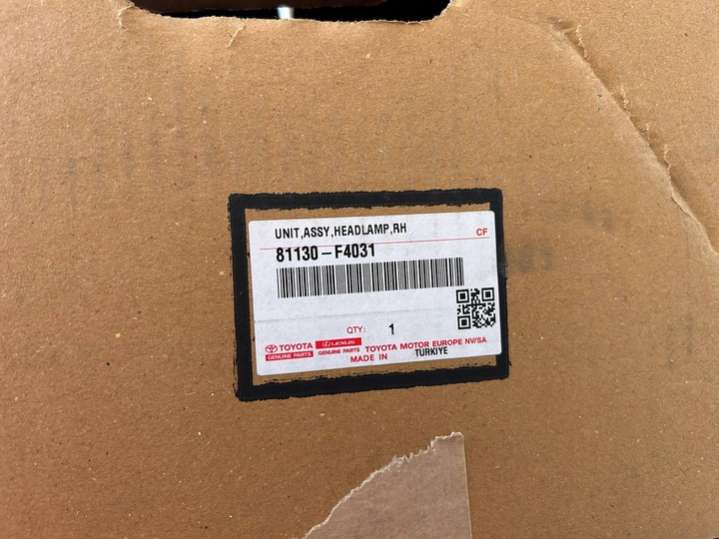 UNIT,ASSY,HEADLAMP,RH
CF
81130-F4031
QTY: 1
TOYOTA
GENUINE PARTS
LEXUS
GENUINE PARTS
TOYOTA MOTOR EUROPE NV/SA
MADE IN TURKIYE